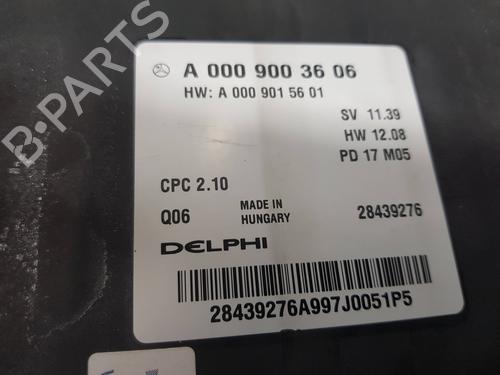 B-PARTS
A 000 900 36 06
HW: A 000 901 56 01
SV 11.39
HW 12.08
PD 17 M05
CPC 2.10
Q06
MADE IN
HUNGARY
28439276
DELPHI
28439276A997J0051P5